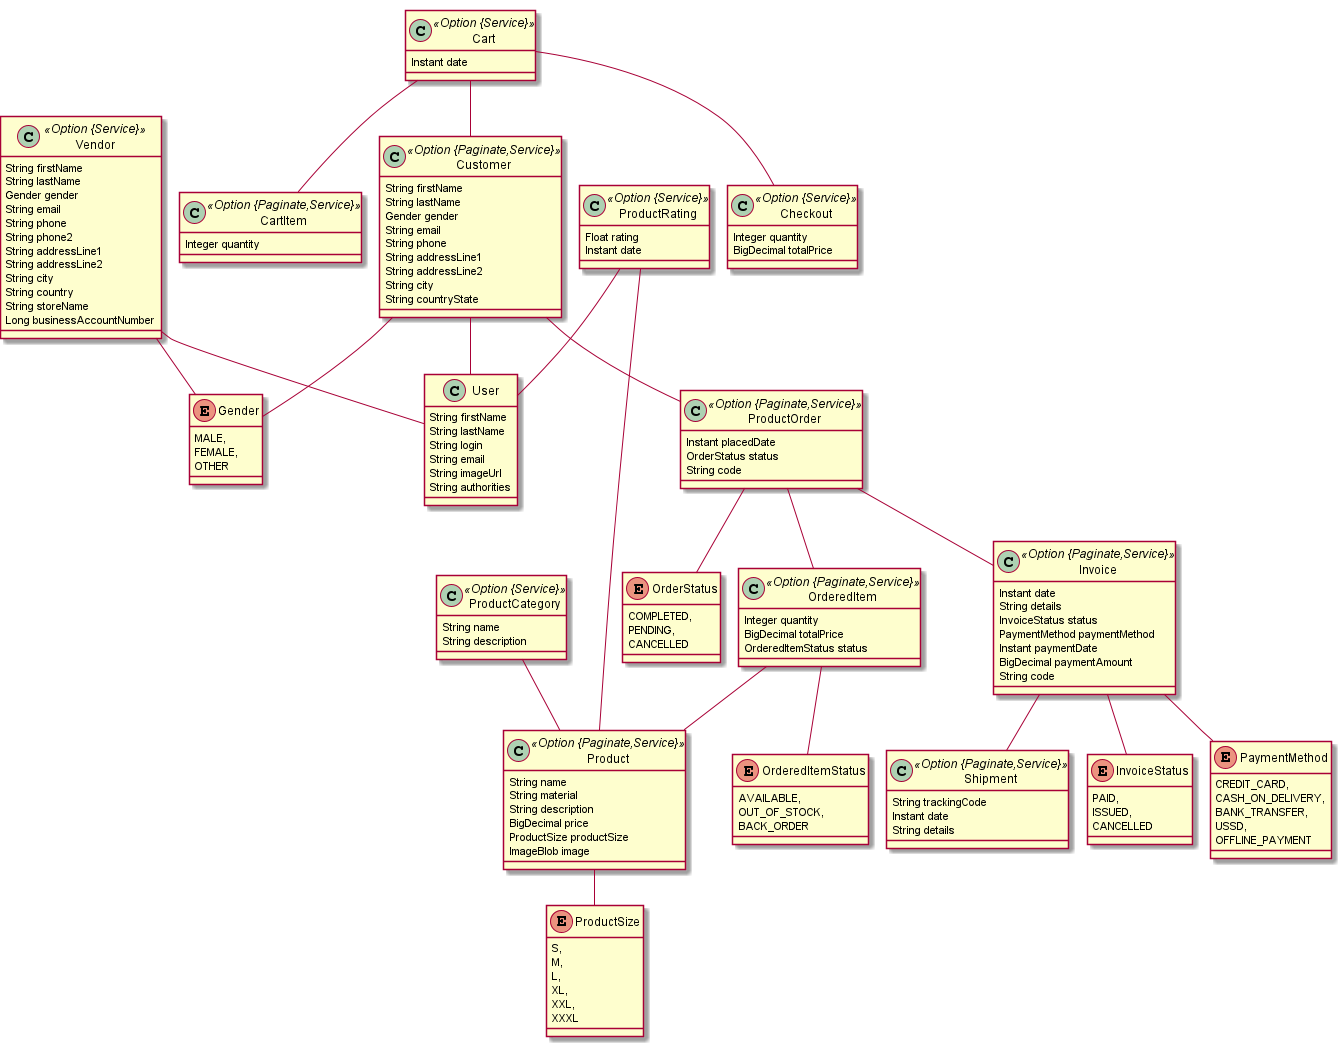 C
«Option {Service}»
Cart
Instant date
C
«Option {Service}»
Vendor
String firstName
String lastName
Gender gender
String email
String phone
String phone2
String addressLine1
String addressLine2
String city
String country
String storeName
Long businessAccountNumber
C
«Option {Paginate,Service}»
CartItem
Integer quantity
C
«Option {Paginate,Service}»
Customer
String firstName
String lastName
Gender gender
String email
String phone
String addressLine1
String addressLine2
String city
String countryState
C
«Option {Service}»
ProductRating
Float rating
Instant date
C
«Option {Service}»
Checkout
Integer quantity
BigDecimal totalPrice
E
Gender
MALE,
FEMALE,
OTHER
C
User
String firstName
String lastName
String login
String email
String imageUrl
String authorities
C
«Option {Paginate,Service}»
ProductOrder
Instant placedDate
OrderStatus status
String code
C
«Option {Service}»
ProductCategory
String name
String description
E
OrderStatus
COMPLETED,
PENDING,
CANCELLED
C
«Option {Paginate,Service}»
OrderedItem
Integer quantity
BigDecimal totalPrice
OrderedItemStatus status
C
«Option {Paginate,Service}»
Invoice
Instant date
String details
InvoiceStatus status
PaymentMethod paymentMethod
Instant paymentDate
BigDecimal paymentAmount
String code
C
«Option {Paginate,Service}»
Product
String name
String material
String description
BigDecimal price
ProductSize productSize
ImageBlob image
E
OrderedItemStatus
AVAILABLE,
OUT_OF_STOCK,
BACK_ORDER
C
«Option {Paginate,Service}»
Shipment
String trackingCode
Instant date
String details
E
InvoiceStatus
PAID,
ISSUED,
CANCELLED
E
PaymentMethod
CREDIT_CARD,
CASH_ON_DELIVERY,
BANK_TRANSFER,
USSD,
OFFLINE_PAYMENT
E
ProductSize
S,
M,
L,
XL,
XXL,
XXXL